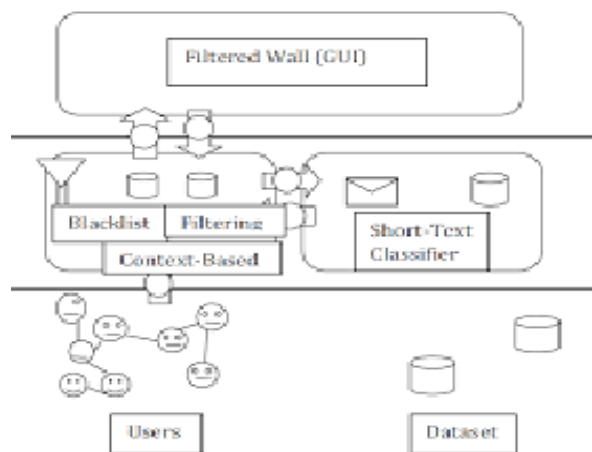 Filtered Wall (GUI)
Blacklist
Filtering
Context-Based
Short-Text
Classifier
Users
Dataset